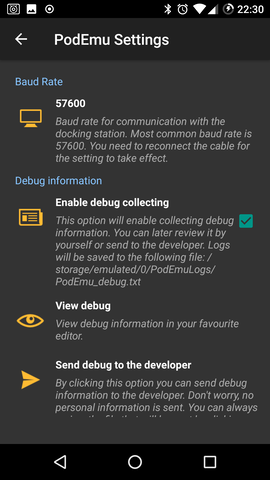 22:30
PodEmu Settings
Baud Rate
57600
Baud rate for communication with the
docking station. Most common baud rate is
57600. You need to reconnect the cable for
the setting to take effect.
Debug information
Enable debug collecting
This option will enable collecting debug
information. You can later review it by
yourself or send to the developer. Logs
will be saved to the following file: /
storage/emulated/0/PodEmuLogs/
PodEmu_debug.txt
View debug
View debug information in your favourite
editor.
Send debug to the developer
By clicking this option you can send debug
information to the developer. Don't worry, no
personal information is sent. You can always